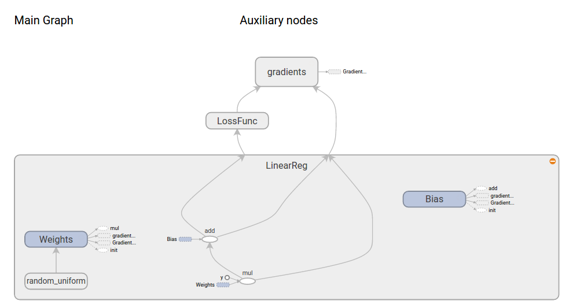 Main Graph
Auxiliary nodes
gradients
Gradient...
LossFunc
LinearReg
Bias
add
gradient...
Gradient...
init
Weights
mul
gradient...
Gradient...
init
add
Bias
random_uniform
mul
y
Weights